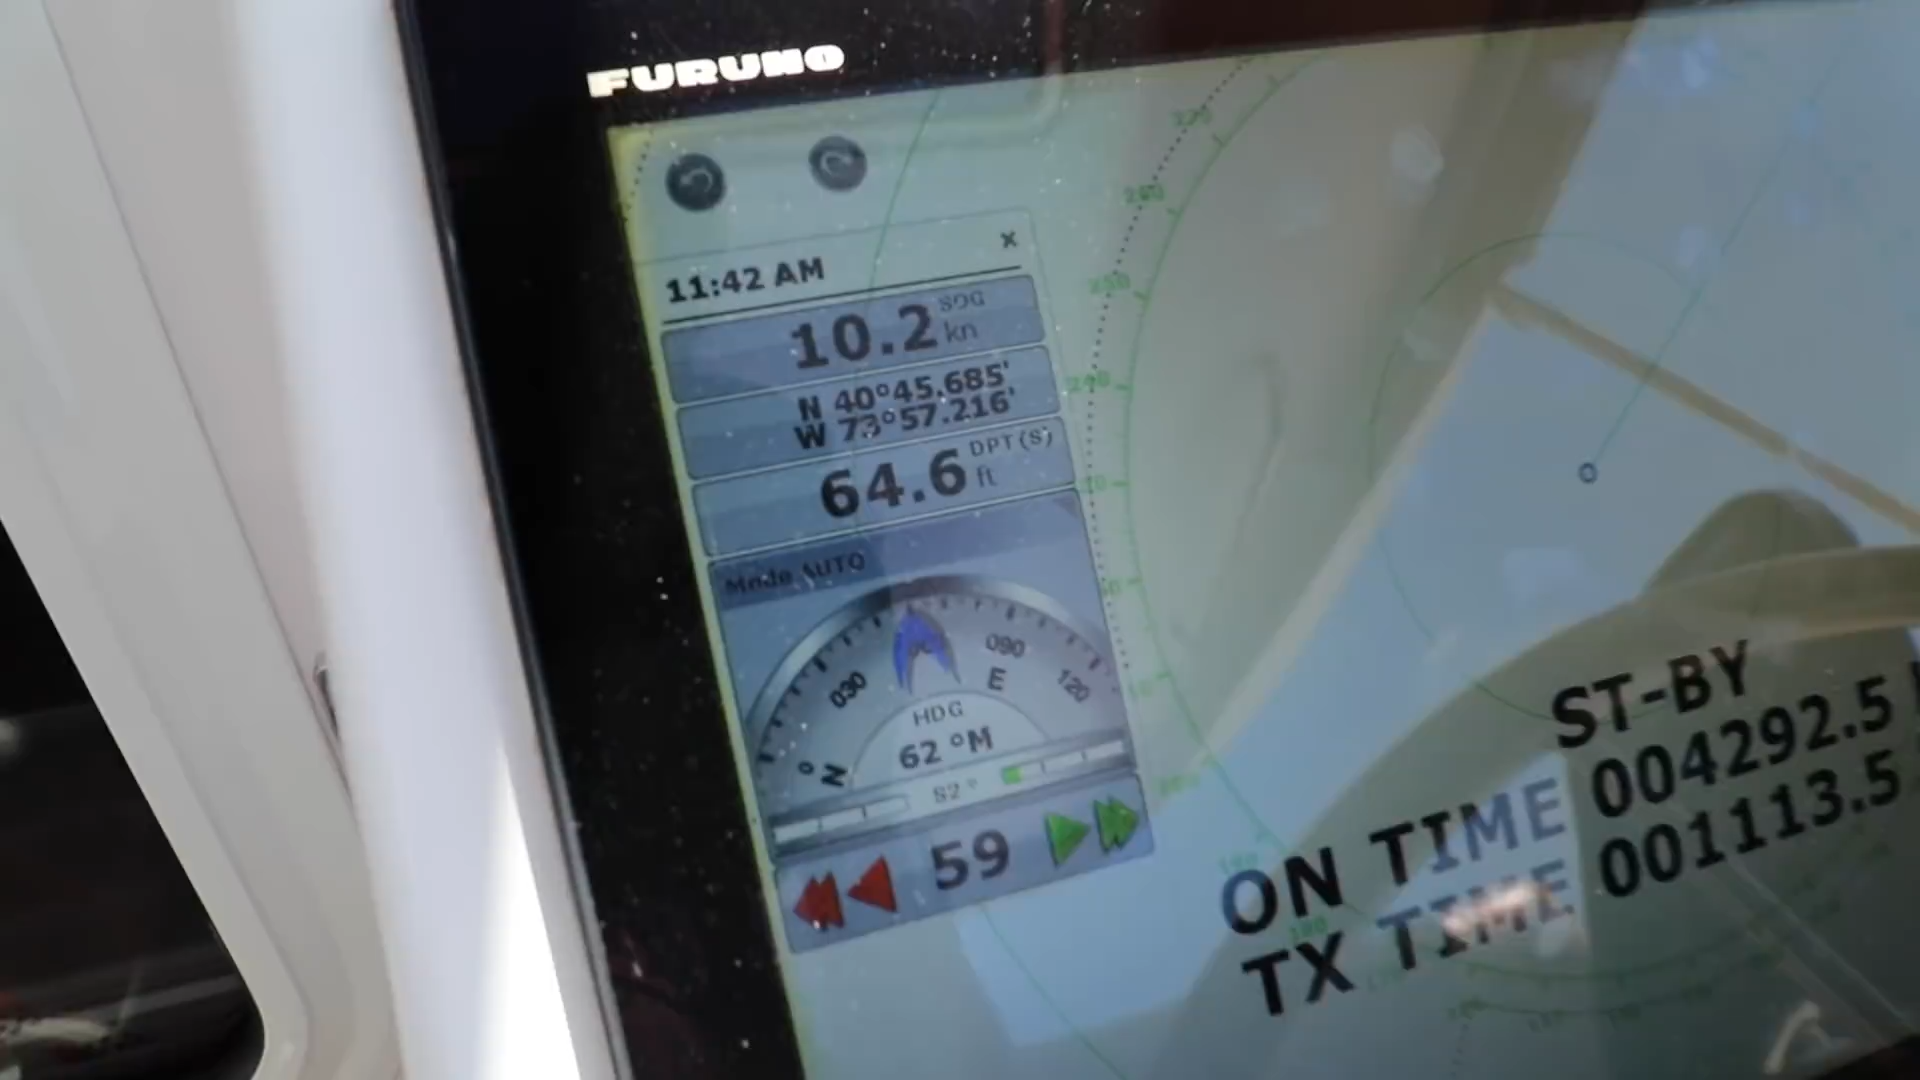 FURUNO
x
11:42 AM
10.2 SOG kn
N 40°45.685'
W 73°57.216'
64.6 DPT(S) ft
Mode AUTO
N 030 090 E 120
HDG
62 °M
59
ST-BY
ON TIME 004292.5
TX TIME 001113.5